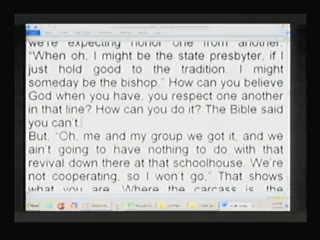 we're expecting honor one from another.
"When oh, I might be the state presbyter, if I
just hold good to the tradition. I might
someday be the bishop." How can you believe
God when you have, you respect one another
in that line? How can you do it? The Bible said
you can't.
But, "Oh, me and my group we got it, and we
ain't going to have nothing to do with that
revival down there at that schoolhouse. We're
not cooperating, so I won't go." That shows
what you are. Where the carcass is the